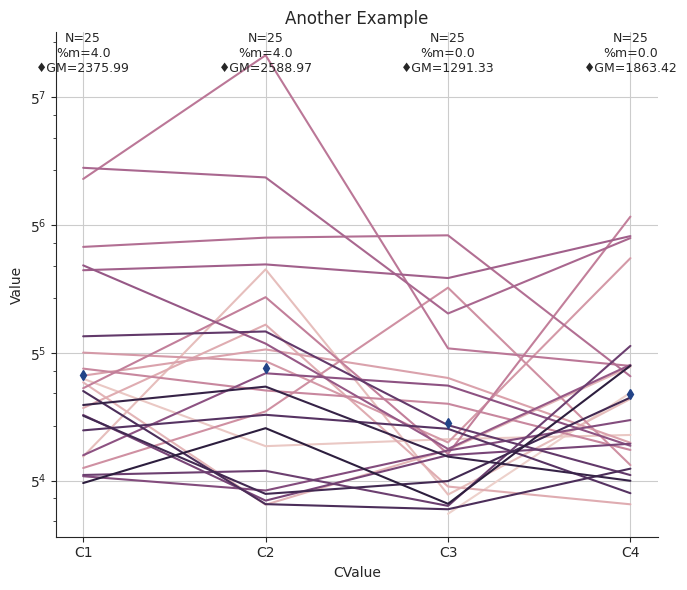 Another Example
N=25 N=25 N=25 N=25
%m=4.0 %m=4.0 %m=0.0 %m=0.0
♦GM=2375.99 ♦GM=2588.97 ♦GM=1291.33 ♦GM=1863.42
5⁷
5⁶
Value
5⁵
5⁴
C1 C2 C3 C4
CValue